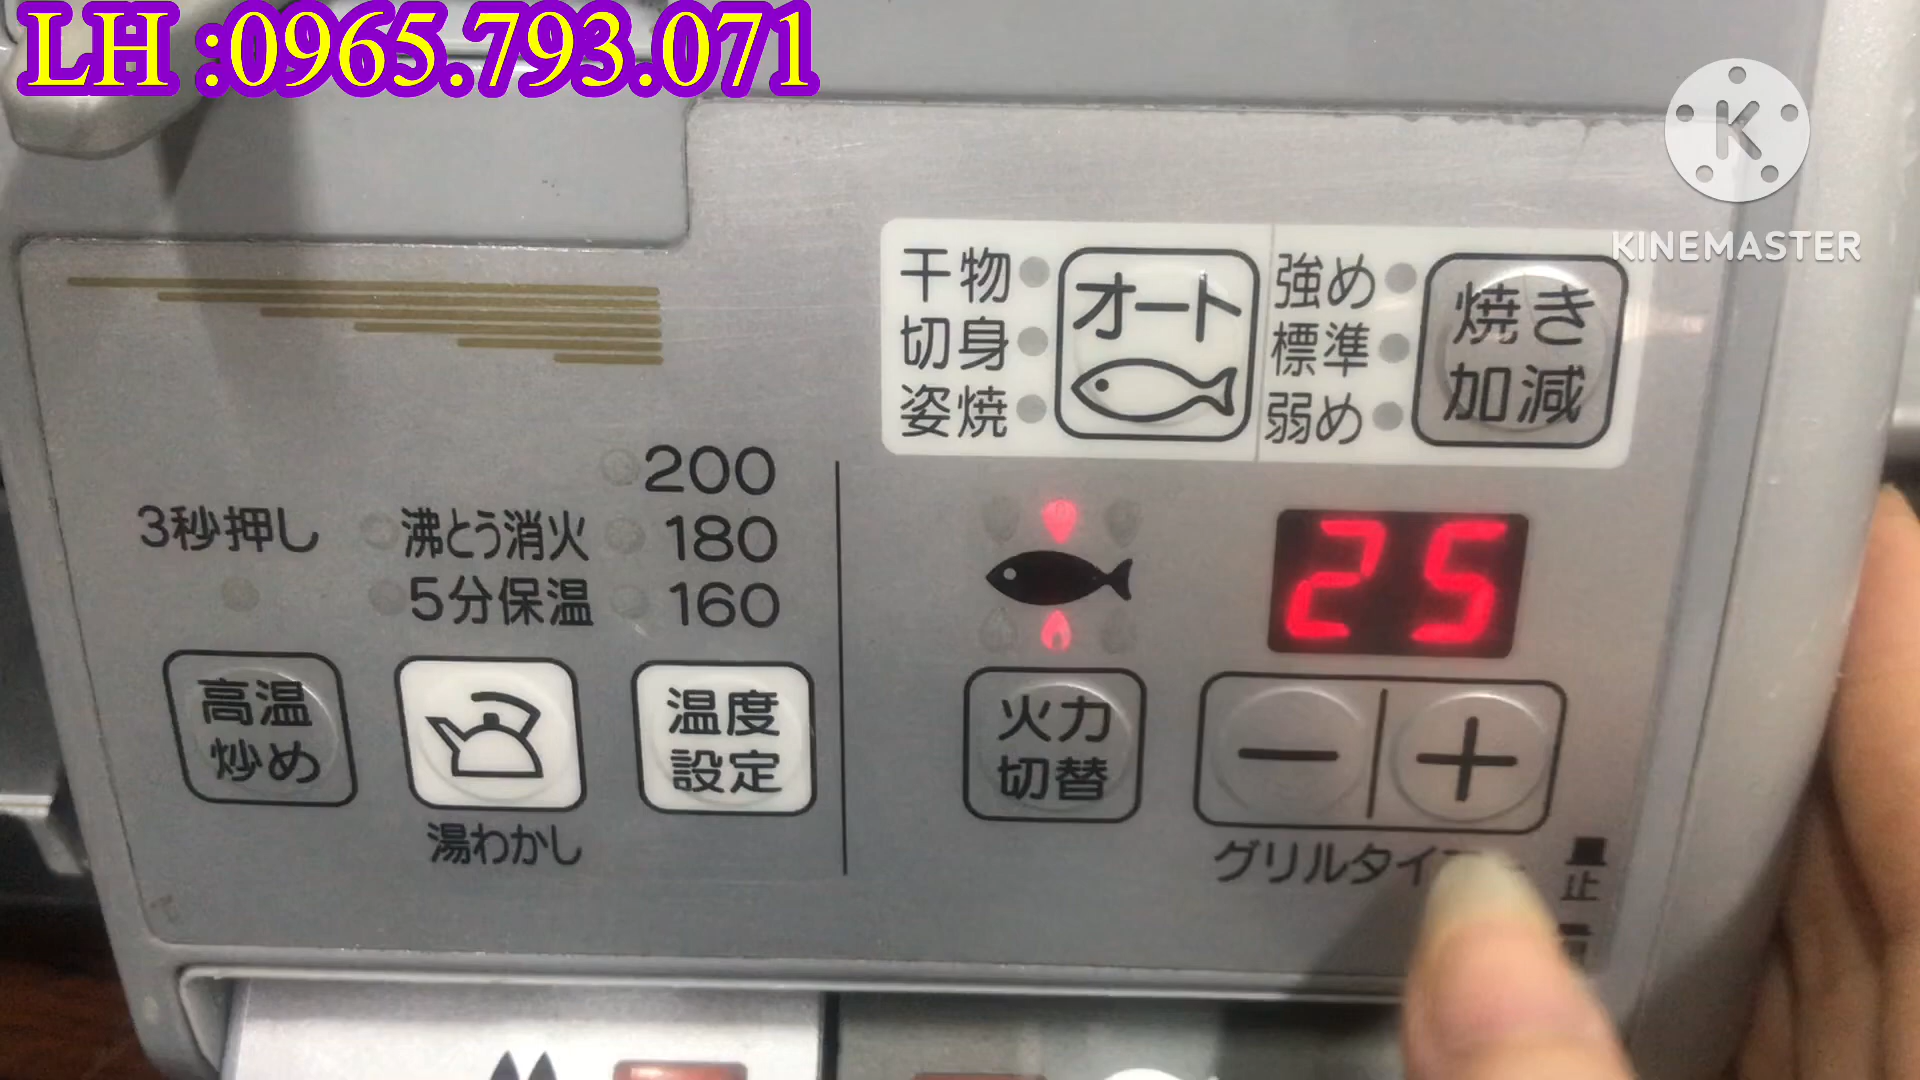 LH :0965.793.071
K
KINEMASTER
干物
切身
姿焼
オート
強め
標準
弱め
焼き
加減
200
180
160
3秒押し
沸とう消火
5分保温
25
高温
炒め
温度
設定
火力
切替
湯わかし
グリルタイ
止